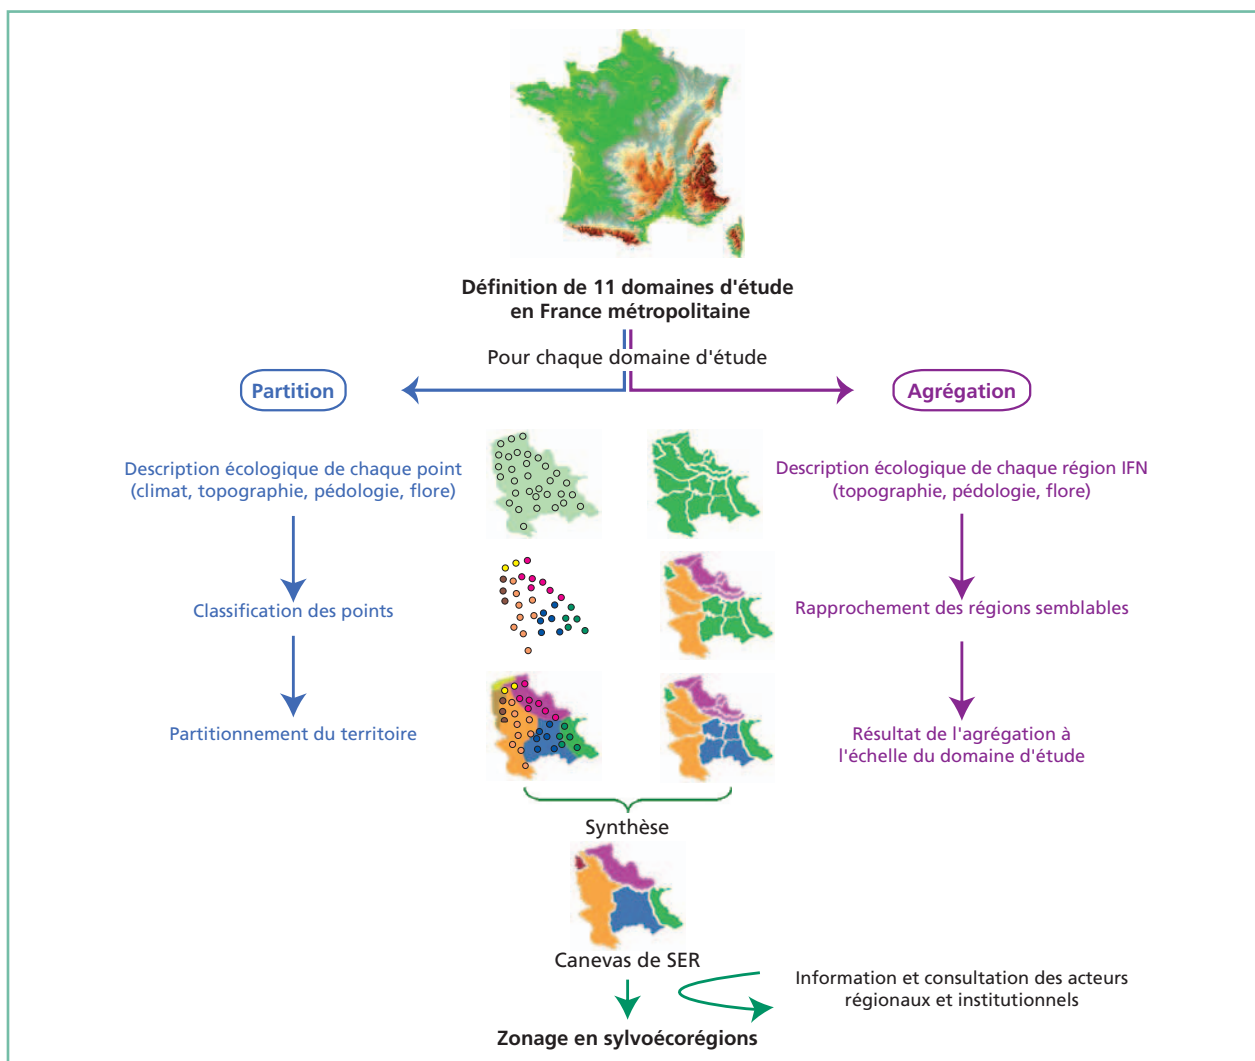 Définition de 11 domaines d'étude
en France métropolitaine
Pour chaque domaine d'étude
Partition
Agrégation
Description écologique de chaque point
(climat, topographie, pédologie, flore)
Description écologique de chaque région IFN
(topographie, pédologie, flore)
Classification des points
Rapprochement des régions semblables
Partitionnement du territoire
Résultat de l'agrégation à
l'échelle du domaine d'étude
Synthèse
Canevas de SER
Information et consultation des acteurs
régionaux et institutionnels
Zonage en sylvoécorégions